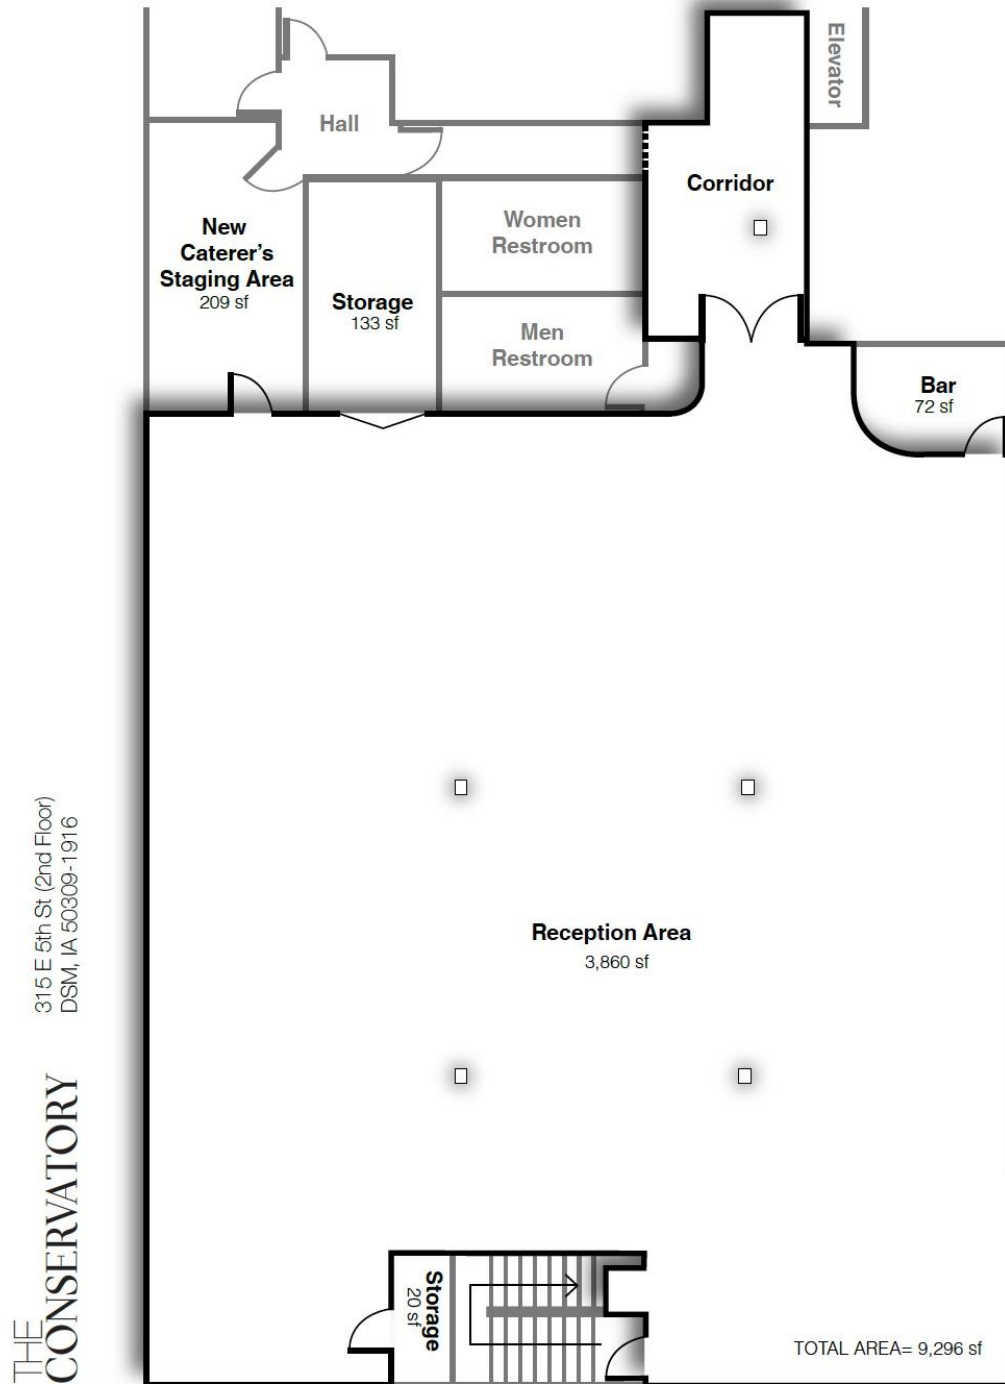 Elevator
Hall
Corridor
New
Caterer's
Staging Area
209 sf
Women
Restroom
Storage
133 sf
Men
Restroom
Bar
72 sf
Reception Area
3,860 sf
315 E 5th St (2nd Floor)
DSM, IA 50309-1916
THE
CONSERVATORY
Storage
20 sf
TOTAL AREA= 9,296 sf